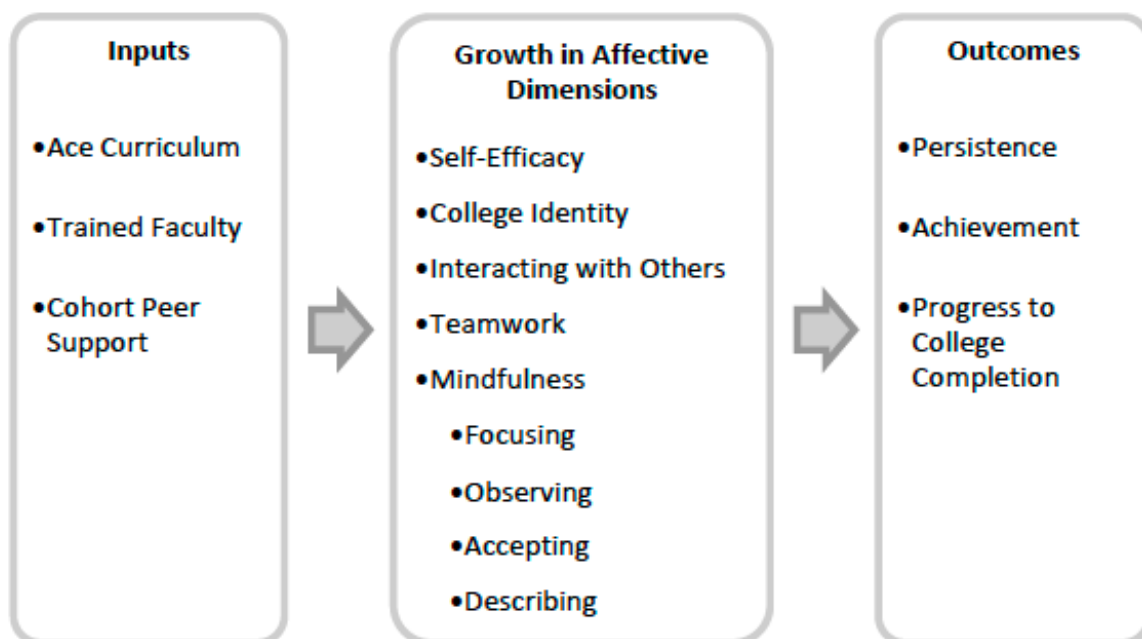 Inputs
•Ace Curriculum
•Trained Faculty
•Cohort Peer
Support
Growth in Affective
Dimensions
•Self-Efficacy
•College Identity
•Interacting with Others
•Teamwork
•Mindfulness
•Focusing
•Observing
•Accepting
•Describing
Outcomes
•Persistence
•Achievement
•Progress to
College
Completion